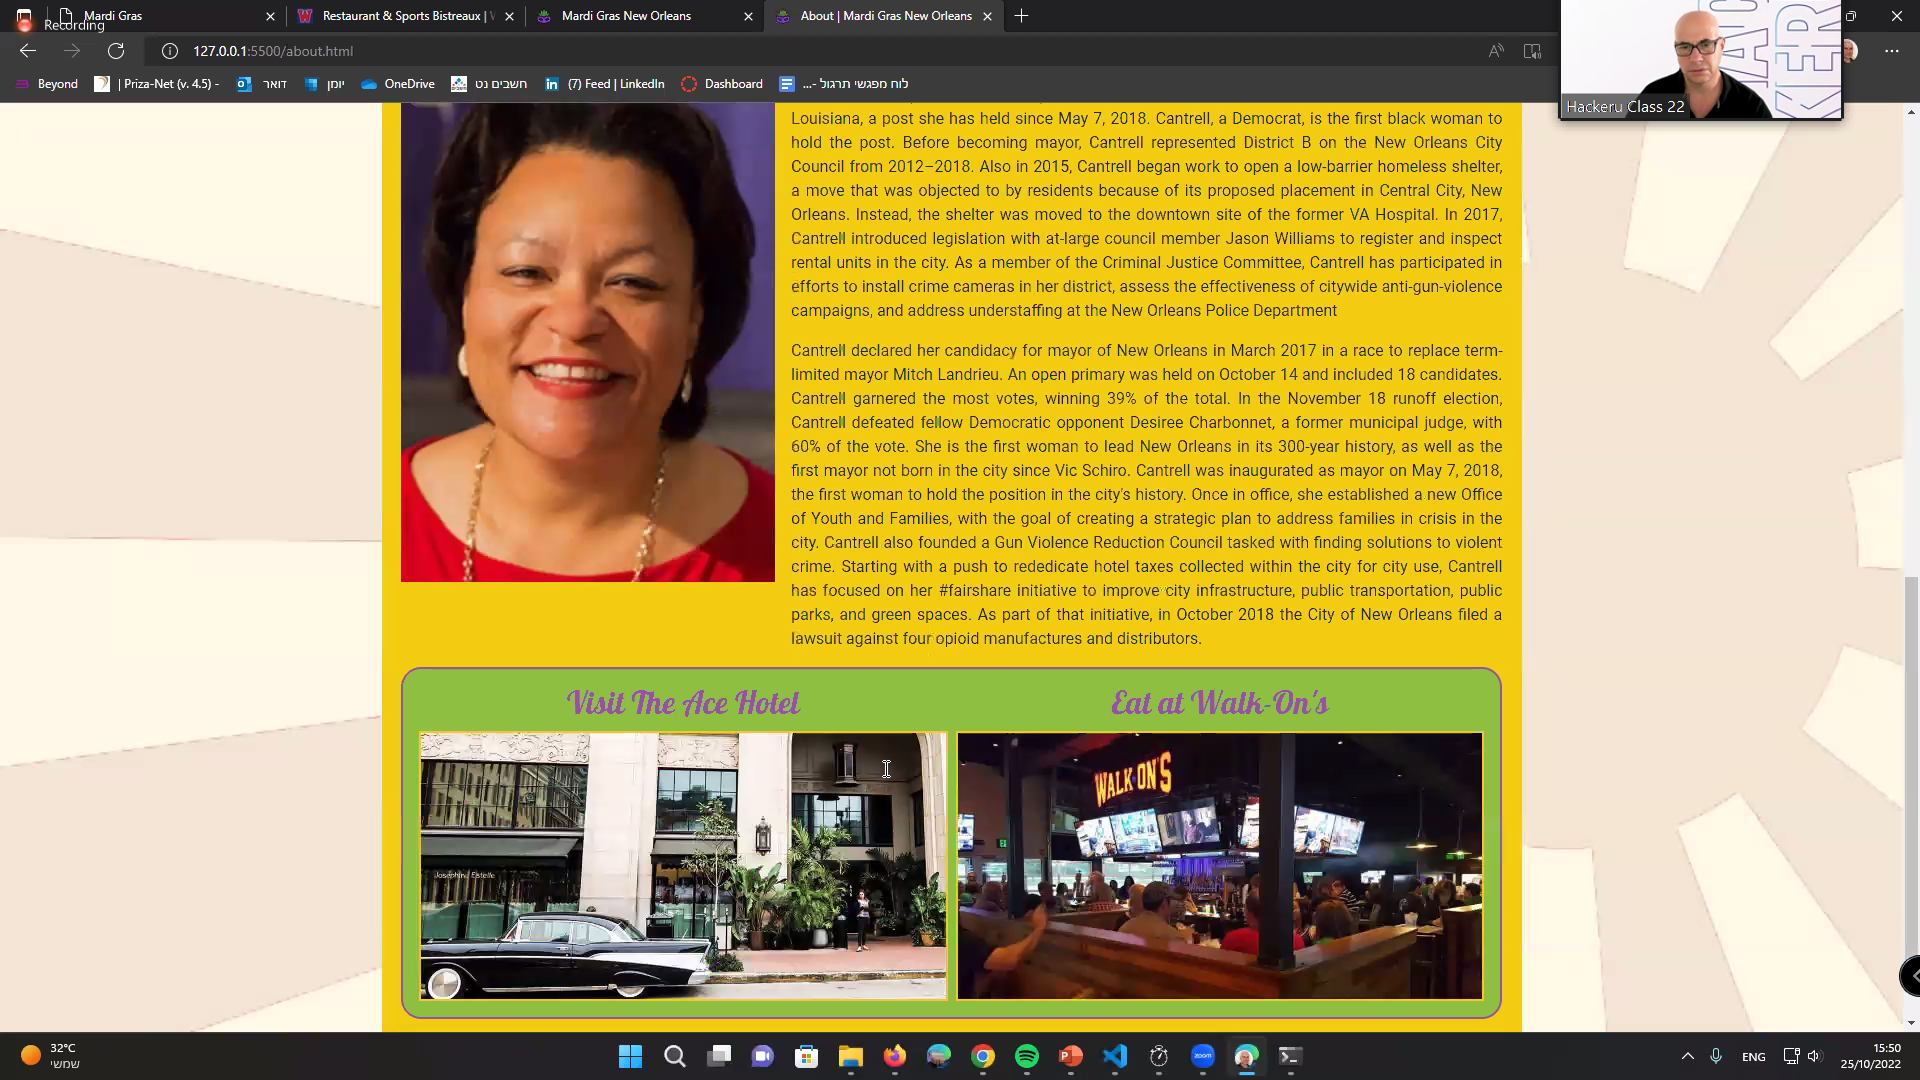 Mardi Gras
Restaurant & Sports Bistreaux |
Mardi Gras New Orleans
About | Mardi Gras New Orleans
Recording
127.0.0.1:5500/about.html
Beyond
| Priza-Net (v. 4.5) -
דואר
יומן
OneDrive
חשבים נט
(7) Feed | LinkedIn
Dashboard
לוח מפגשי תרגול -...
Hackeru Class 22
Louisiana, a post she has held since May 7, 2018. Cantrell, a Democrat, is the first black woman to
hold the post. Before becoming mayor, Cantrell represented District B on the New Orleans City
Council from 2012–2018. Also in 2015, Cantrell began work to open a low-barrier homeless shelter,
a move that was objected to by residents because of its proposed placement in Central City, New
Orleans. Instead, the shelter was moved to the downtown site of the former VA Hospital. In 2017,
Cantrell introduced legislation with at-large council member Jason Williams to register and inspect
rental units in the city. As a member of the Criminal Justice Committee, Cantrell has participated in
efforts to install crime cameras in her district, assess the effectiveness of citywide anti-gun-violence
campaigns, and address understaffing at the New Orleans Police Department
Cantrell declared her candidacy for mayor of New Orleans in March 2017 in a race to replace term-
limited mayor Mitch Landrieu. An open primary was held on October 14 and included 18 candidates.
Cantrell garnered the most votes, winning 39% of the total. In the November 18 runoff election,
Cantrell defeated fellow Democratic opponent Desiree Charbonnet, a former municipal judge, with
60% of the vote. She is the first woman to lead New Orleans in its 300-year history, as well as the
first mayor not born in the city since Vic Schiro. Cantrell was inaugurated as mayor on May 7, 2018,
the first woman to hold the position in the city's history. Once in office, she established a new Office
of Youth and Families, with the goal of creating a strategic plan to address families in crisis in the
city. Cantrell also founded a Gun Violence Reduction Council tasked with finding solutions to violent
crime. Starting with a push to rededicate hotel taxes collected within the city for city use, Cantrell
has focused on her #fairshare initiative to improve city infrastructure, public transportation, public
parks, and green spaces. As part of that initiative, in October 2018 the City of New Orleans filed a
lawsuit against four opioid manufactures and distributors.
Visit The Ace Hotel
Eat at Walk-On's
WALK-ON'S
Josephine Estelle
32°C
שמשי
ENG
15:50
25/10/2022